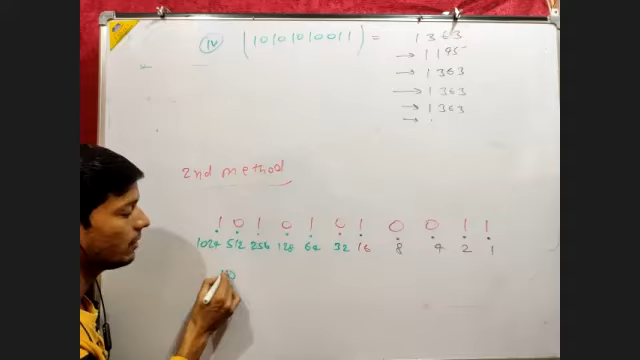 IV (10101010011) = 1363
→ 1195
→ 1363
→ 1363
→ 1363
→
2nd method
1 0 1 0 1 0 1 0 0 1 1
1024 512 256 128 64 32 16 8 4 2 1
10